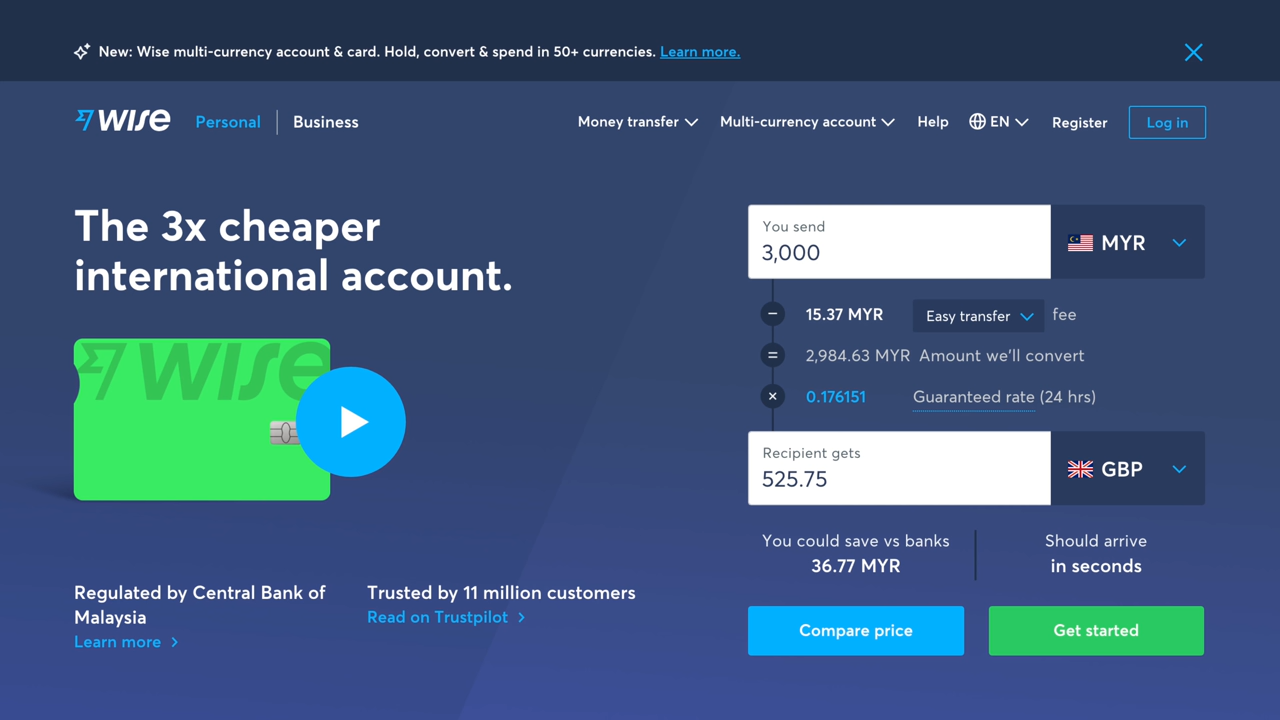 New: Wise multi-currency account & card. Hold, convert & spend in 50+ currencies. Learn more.
WISE Personal Business Money transfer Multi-currency account Help EN Register Log in
The 3x cheaper
international account.
WISE
Regulated by Central Bank of
Malaysia
Learn more
Trusted by 11 million customers
Read on Trustpilot
You send
3,000 MYR
15.37 MYR Easy transfer fee
2,984.63 MYR Amount we'll convert
0.176151 Guaranteed rate (24 hrs)
Recipient gets
525.75 GBP
You could save vs banks
36.77 MYR
Should arrive
in seconds
Compare price Get started